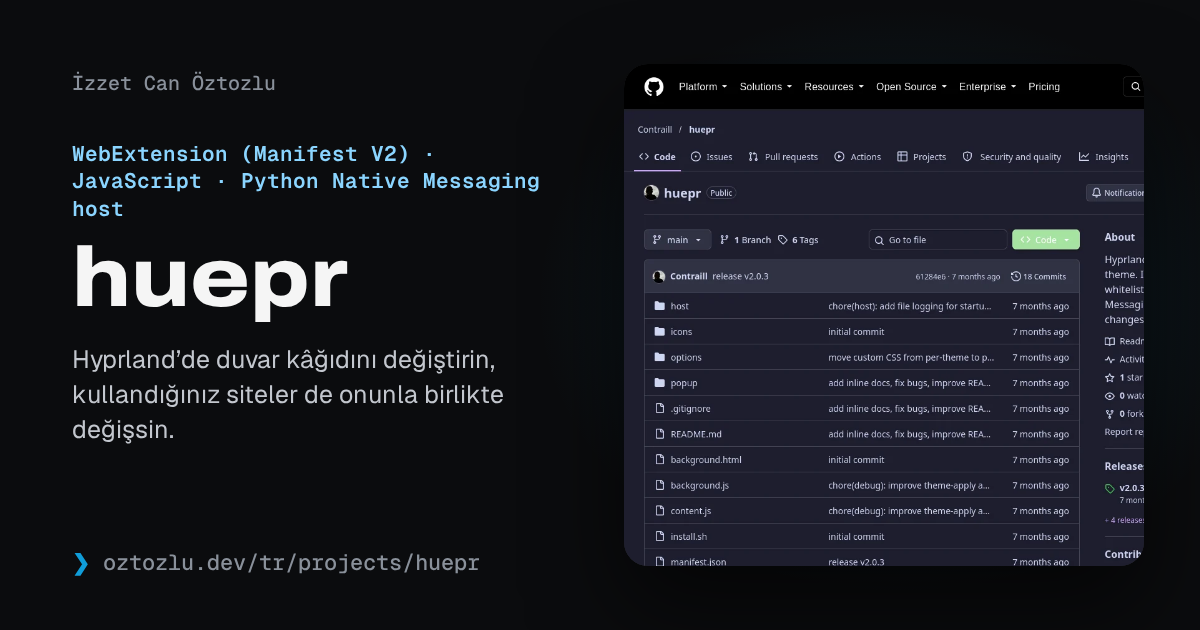 İzzet Can Öztozlu
WebExtension (Manifest V2) ·
JavaScript · Python Native Messaging
host
huepr
Hyprland’de duvar kâğıdını değiştirin,
kullandığınız siteler de onunla birlikte
değişsin.
❯ oztozlu.dev/tr/projects/huepr
Platform Solutions Resources Open Source Enterprise Pricing
Contraill / huepr
Code Issues Pull requests Actions Projects Security and quality Insights
huepr Public
main 1 Branch 6 Tags Go to file Code
About
Contraill release v2.0.3 61284e6 · 7 months ago 18 Commits
host chore(host): add file logging for startu... 7 months ago
icons initial commit 7 months ago
options move custom CSS from per-theme to p... 7 months ago
popup add inline docs, fix bugs, improve REA... 7 months ago
.gitignore add inline docs, fix bugs, improve REA... 7 months ago
README.md add inline docs, fix bugs, improve REA... 7 months ago
background.html initial commit 7 months ago
background.js chore(debug): improve theme-apply a... 7 months ago
content.js chore(debug): improve theme-apply a... 7 months ago
install.sh initial commit 7 months ago
manifest.json release v2.0.3 7 months ago
theme. I
changes
1 star
0
0 fork
v2.0.3